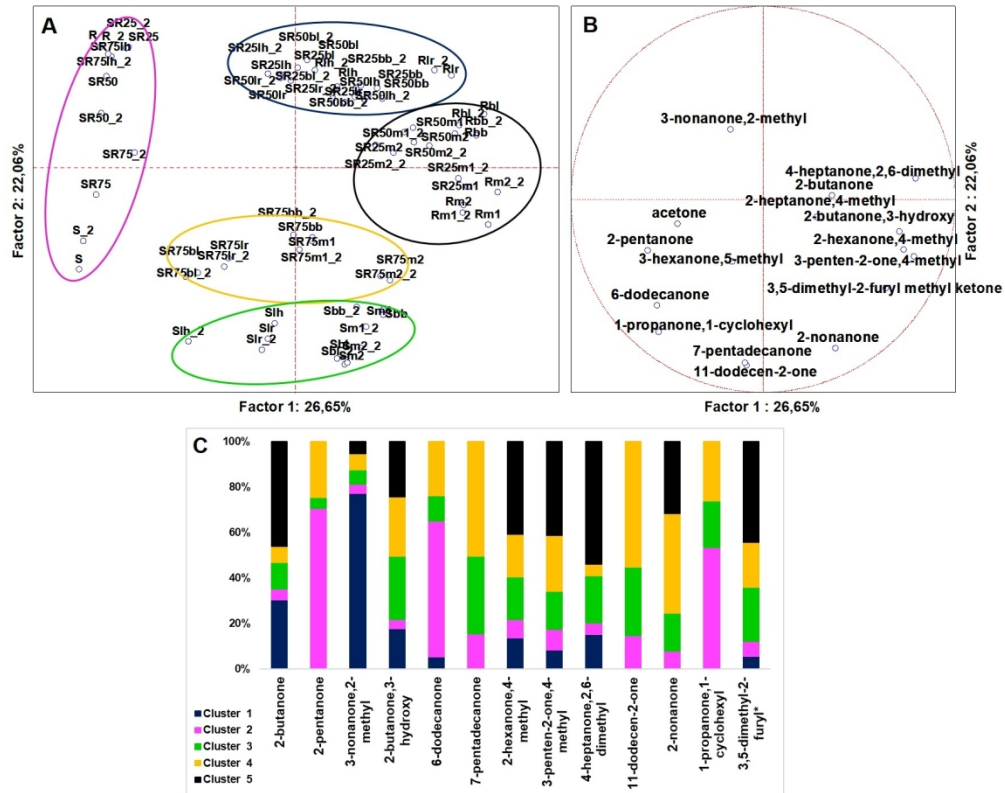 A
SR25_2
R R_2 SR25
SR75lh
SR75lh_2
SR50
SR50_2
SR75_2
SR75
S_2
S
SR50bl_2
SR25lh_2 SR50bl
SR25bl Rlh_2 SR25bb_2 Rlr_2 Rlr
SR50lh SR25bl_2 Rlh SR25bb
SR50lr_2 SR25lr_2 SR50lh SR50bb
SR50lr SR25lr SR50lh_2
SR50bb_2
Rbl
Rbl_2
SR50m1 Rbb_2
SR50m1_2 Rbb
SR25m2 SR50m2
SR50m2_2
SR25m2_2 SR25m1_2
SR25m1 Rm2_2
Rm2
Rm1_2 Rm1
SR75bb_2
SR75bb
SR75bl SR75lr SR75m1
SR75lr_2 SR75m1_2 SR75m2
SR75bl_2 SR75m2_2
Slh Sbb_2 Sm1 Sbb
Slh_2 Slr Sm1_2
Slr_2 Sbl Sm2_2
Sbl_2 Sm2
Factor 2: 22,06%
Factor 1: 26,65%
B
3-nonanone,2-methyl
4-heptanone,2,6-dimethyl
2-butanone
2-heptanone,4-methyl
acetone 2-butanone,3-hydroxy
2-pentanone 2-hexanone,4-methyl
3-hexanone,5-methyl 3-penten-2-one,4-methyl
6-dodecanone 3,5-dimethyl-2-furyl methyl ketone
1-propanone,1-cyclohexyl
2-nonanone
7-pentadecanone
11-dodecen-2-one
Factor 2 : 22,06%
Factor 1 : 26,65%
C
100%
80%
60%
40%
20%
0%
2-butanone
2-pentanone
3-nonanone,2-
methyl
2-butanone,3-
hydroxy
6-dodecanone
7-pentadecanone
2-hexanone,4-
methyl
3-penten-2-one,4-
methyl
4-heptanone,2,6-
dimethyl
11-dodecen-2-one
2-nonanone
1-propanone,1-
cyclohexyl
3,5-dimethyl-2-
furyl*
Cluster 1
Cluster 2
Cluster 3
Cluster 4
Cluster 5